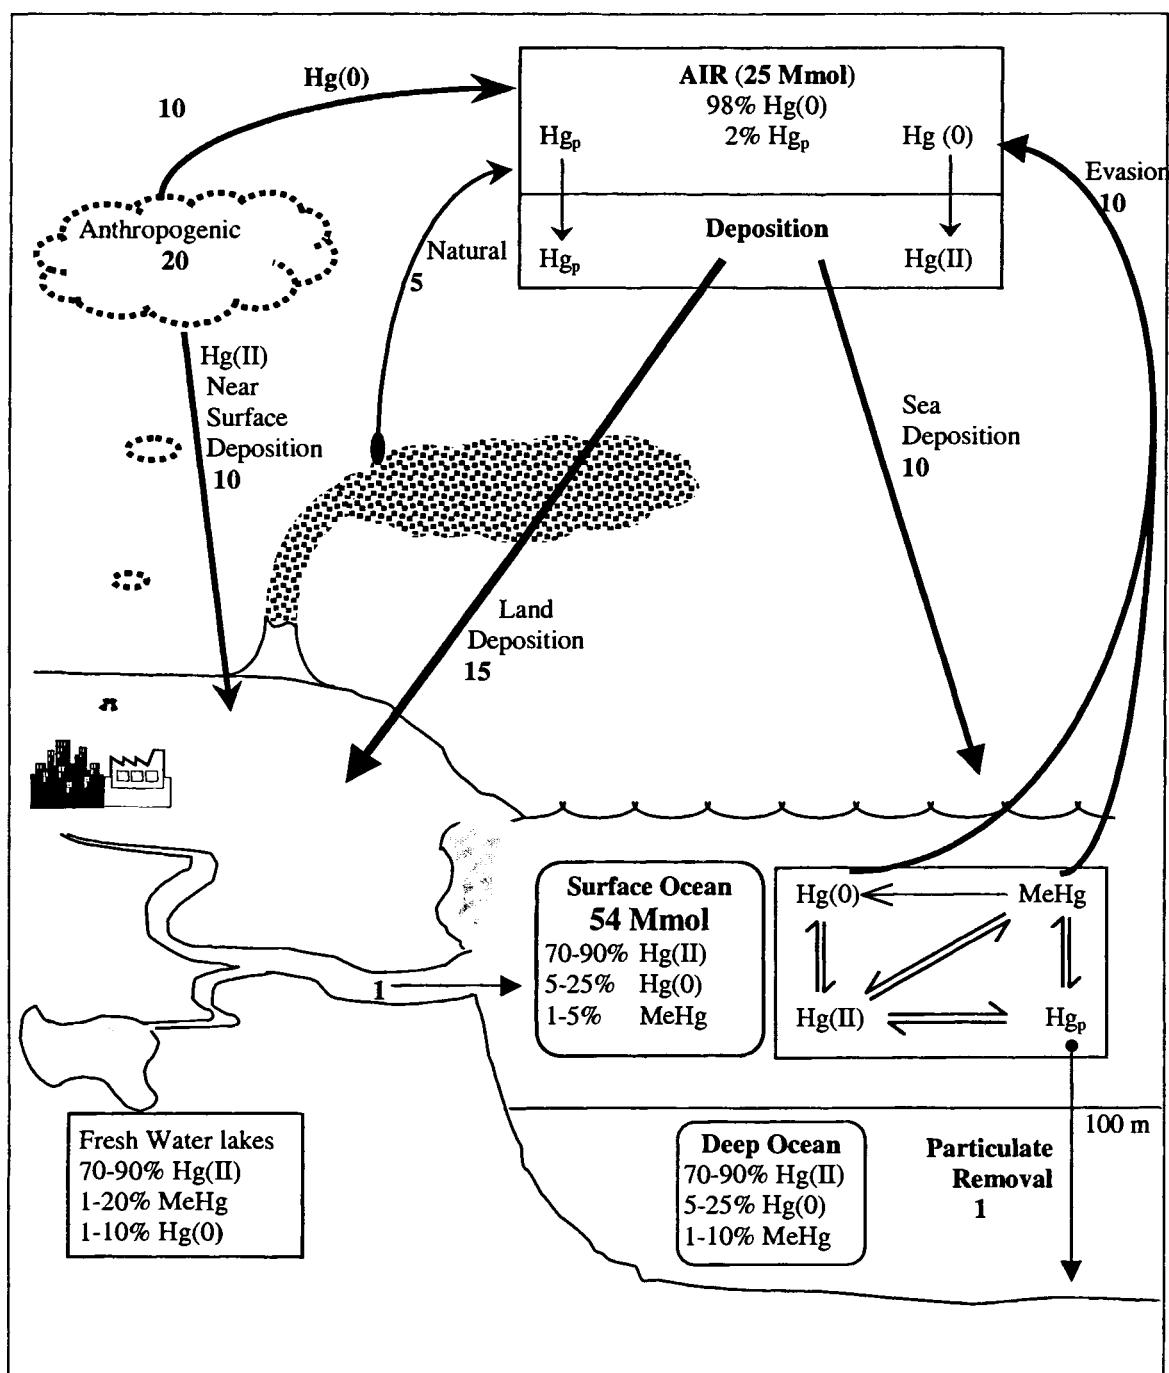 Hg(0)
10
AIR (25 Mmol)
98% Hg(0)
Hgₚ 2% Hgₚ Hg (0)
Evasion
10
Anthropogenic
20
Natural
5
Deposition
Hgₚ Hg(II)
Hg(II)
Near
Surface
Deposition
10
Sea
Deposition
10
Land
Deposition
15
Surface Ocean
54 Mmol
70-90% Hg(II)
5-25% Hg(0)
1-5% MeHg
Hg(0) MeHg
Hg(II) Hgₚ
1
100 m
Fresh Water lakes
70-90% Hg(II)
1-20% MeHg
1-10% Hg(0)
Deep Ocean
70-90% Hg(II)
5-25% Hg(0)
1-10% MeHg
Particulate
Removal
1